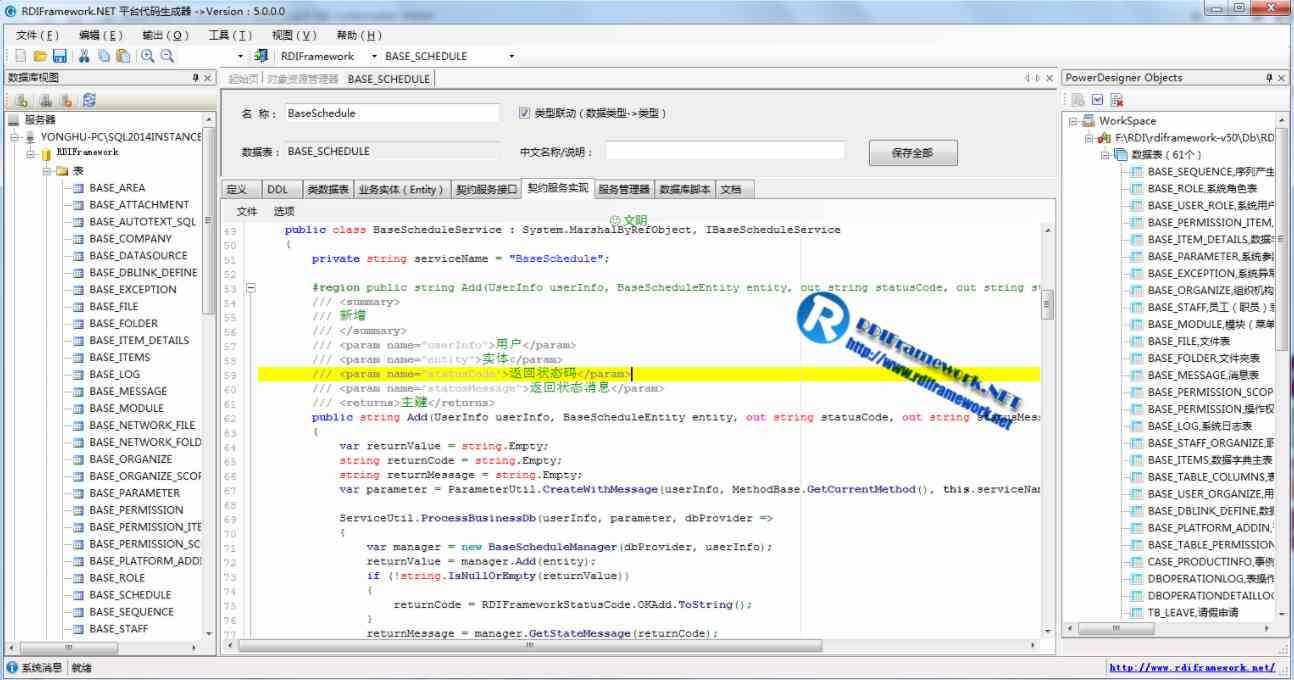 RDIFramework.NET 平台代码生成器 ->Version：5.0.0.0
文件(F) 编辑(E) 输出(O) 工具(T) 视图(V) 帮助(H)
RDIFramework BASE_SCHEDULE
数据库视图
服务器
YONGHU-PC\SQL2014INSTANCE
RDIFramework
表
BASE_AREA
BASE_ATTACHMENT
BASE_AUTOTEXT_SQL
BASE_COMPANY
BASE_DATASOURCE
BASE_DBLINK_DEFINE
BASE_EXCEPTION
BASE_FILE
BASE_FOLDER
BASE_ITEM_DETAILS
BASE_ITEMS
BASE_LOG
BASE_MESSAGE
BASE_MODULE
BASE_NETWORK_FILE
BASE_NETWORK_FOLD
BASE_ORGANIZE
BASE_ORGANIZE_SCOP
BASE_PARAMETER
BASE_PERMISSION
BASE_PERMISSION_ITE
BASE_PERMISSION_SC
BASE_PLATFORM_ADDI
BASE_ROLE
BASE_SCHEDULE
BASE_SEQUENCE
BASE_STAFF
起始页 对象资源管理器 BASE_SCHEDULE
名 称： BaseSchedule 类型联动（数据类型->类型）
数据表： BASE_SCHEDULE 中文名称/说明： 保存全部
定义 DDL 类数据表 业务实体（Entity） 契约服务接口 契约服务实现 服务管理器 数据库脚本 文档
文件 选项
文明
49 public class BaseScheduleService : System.MarshalByRefObject, IBaseScheduleService
50 {
51 private string serviceName = "BaseSchedule";
52
53 #region public string Add(UserInfo userInfo, BaseScheduleEntity entity, out string statusCode, out string s
54 /// <summary>
55 /// 新增
56 /// </summary>
57 /// <param name="userInfo">用户</param>
58 /// <param name="entity">实体</param>
59 /// <param name="statusCode">返回状态码</param>
60 /// <param name="statusMessage">返回状态消息</param>
61 /// <returns>主键</returns>
62 public string Add(UserInfo userInfo, BaseScheduleEntity entity, out string statusCode, out string statusMes
63 {
64 var returnValue = string.Empty;
65 string returnCode = string.Empty;
66 string returnMessage = string.Empty;
67 var parameter = ParameterUtil.CreateWithMessage(userInfo, MethodBase.GetCurrentMethod(), this.serviceNa
68
69 ServiceUtil.ProcessBusinessDb(userInfo, parameter, dbProvider =>
70 {
71 var manager = new BaseScheduleManager(dbProvider, userInfo);
72 returnValue = manager.Add(entity);
73 if (!string.IsNullOrEmpty(returnValue))
74 {
75 returnCode = RDIFrameworkStatusCode.OKAdd.ToString();
76 }
77 returnMessage = manager.GetStateMessage(returnCode);
RDIFramework.NET
http://www.rdiframework.net
PowerDesigner Objects
WorkSpace
F:\RDI\rdiframework-v50\Db\RD
数据表（61个）
BASE_SEQUENCE,序列产生
BASE_ROLE,系统角色表
BASE_USER_ROLE,系统用户
BASE_PERMISSION_ITEM,
BASE_ITEM_DETAILS,数据
BASE_PARAMETER,系统参
BASE_EXCEPTION,系统异常
BASE_ORGANIZE,组织机构
BASE_STAFF,员工（职员）
BASE_MODULE,模块（菜单
BASE_FILE,文件表
BASE_FOLDER,文件夹表
BASE_MESSAGE,消息表
BASE_PERMISSION_SCOP
BASE_PERMISSION,操作权
BASE_LOG,系统日志表
BASE_STAFF_ORGANIZE,职
BASE_ITEMS,数据字典主表
BASE_TABLE_COLUMNS,表
BASE_USER_ORGANIZE,用
BASE_DBLINK_DEFINE,数据
BASE_PLATFORM_ADDIN,
BASE_TABLE_PERMISSION
CASE_PRODUCTINFO,事例
DBOPERATIONLOG,表操作
DBOPERATIONDETAILLOG
TB_LEAVE,请假申请
系统消息 就绪
http://www.rdiframework.net/